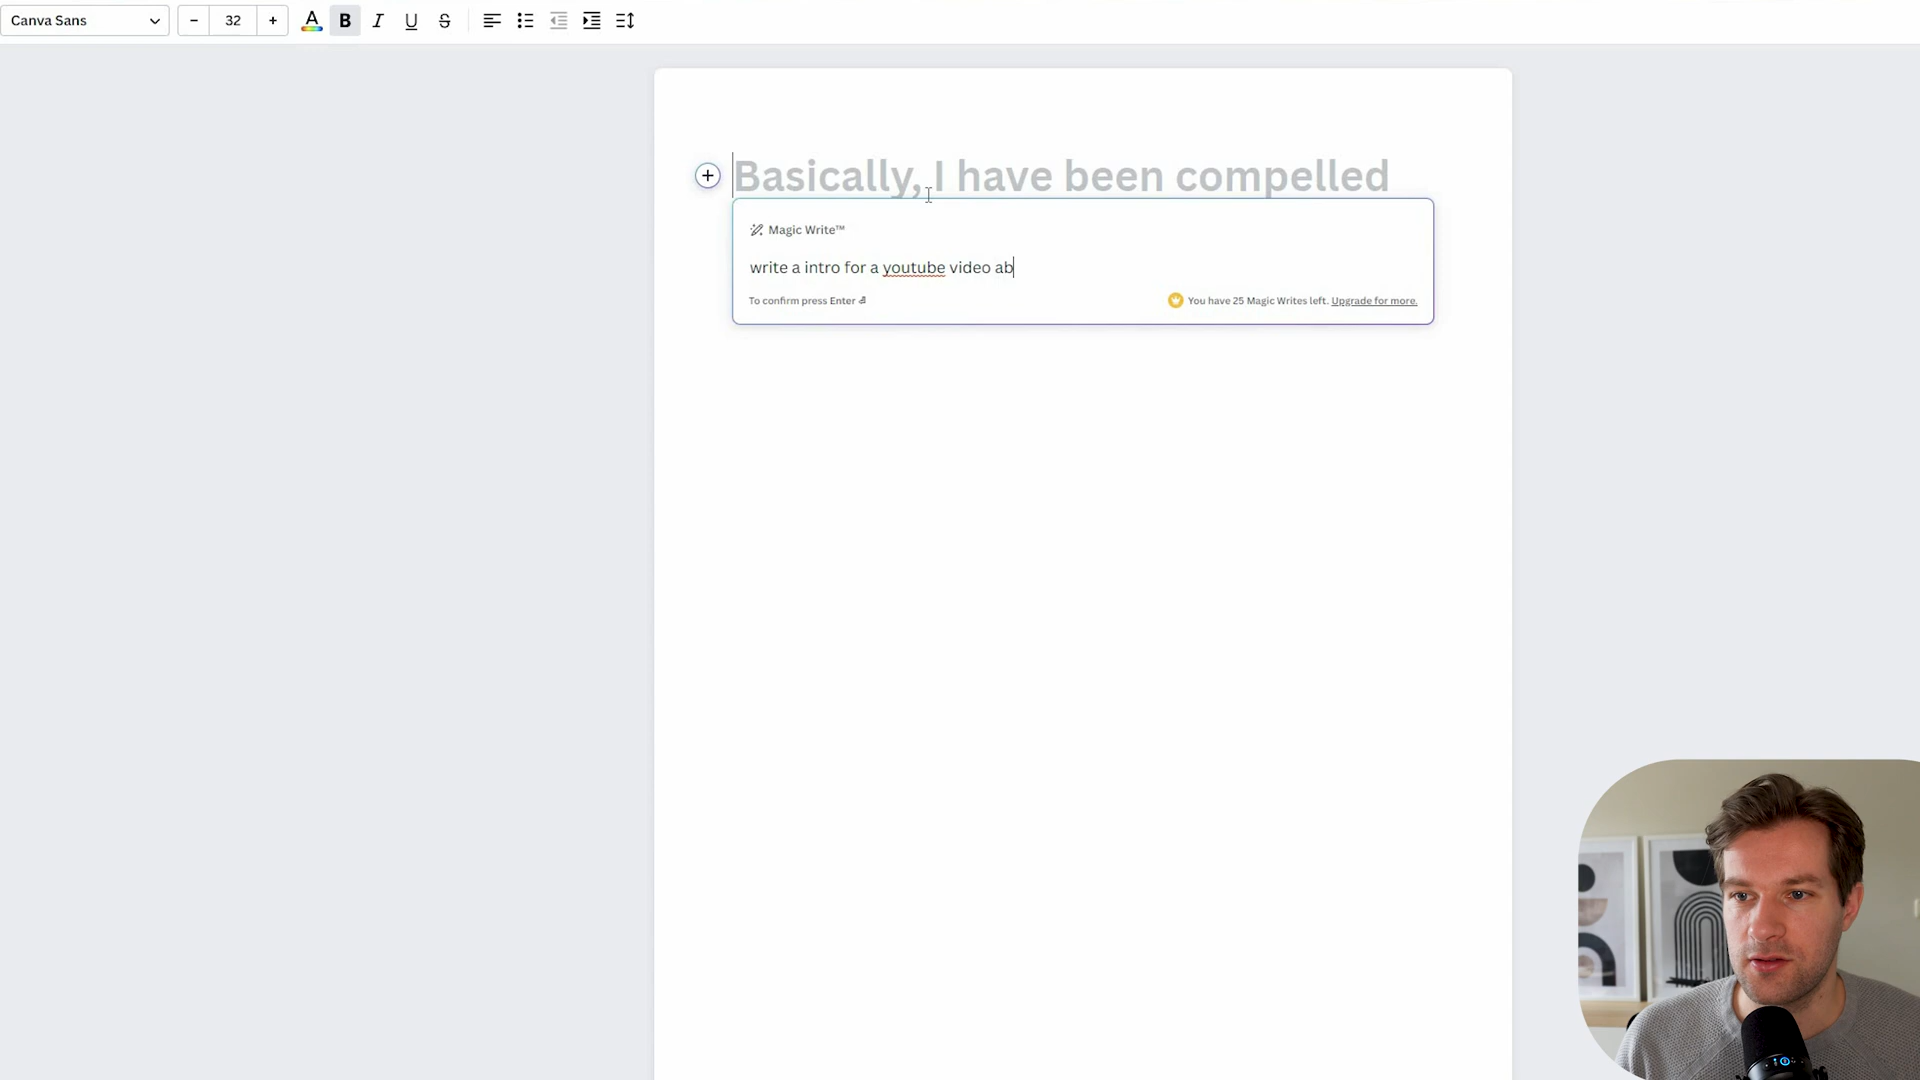 Canva Sans
− 32 + A B I U S
Basically, I have been compelled
Magic Write™
write a intro for a youtube video ab
To confirm press Enter ⏎
You have 25 Magic Writes left. Upgrade for more.